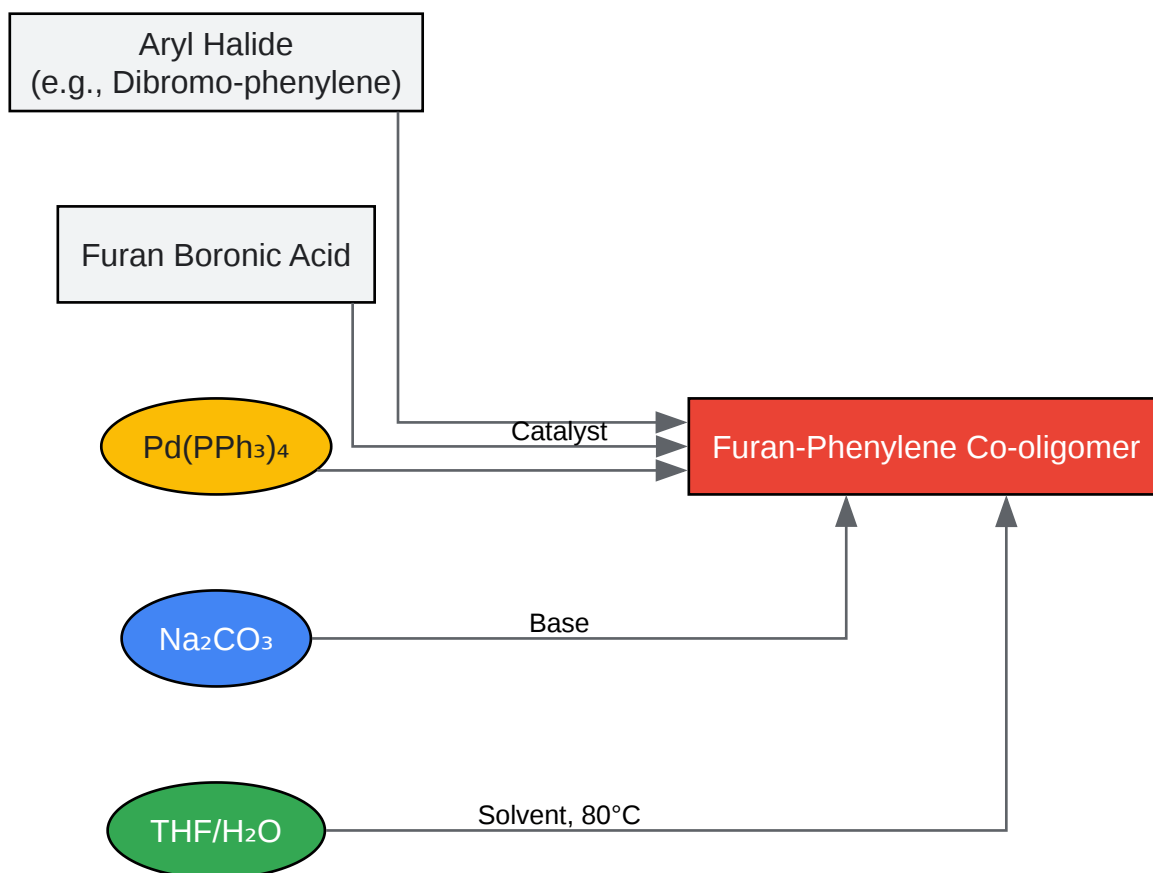 Aryl Halide
(e.g., Dibromo-phenylene)
Furan Boronic Acid
Catalyst
Pd(PPh₃)₄
Furan-Phenylene Co-oligomer
Base
Na₂CO₃
Solvent, 80°C
THF/H₂O